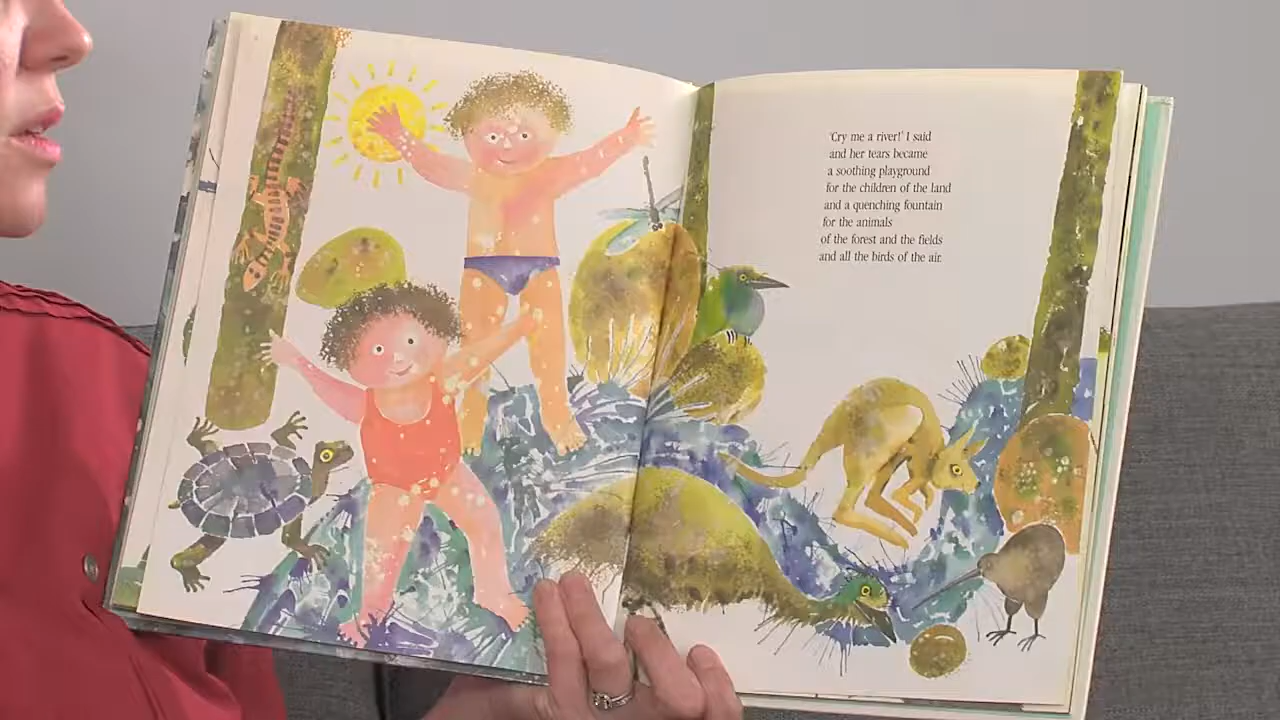 'Cry me a river!' I said
and her tears became
a soothing playground
for the children of the land
and a quenching fountain
for the animals
of the forest and the fields
and all the birds of the air.